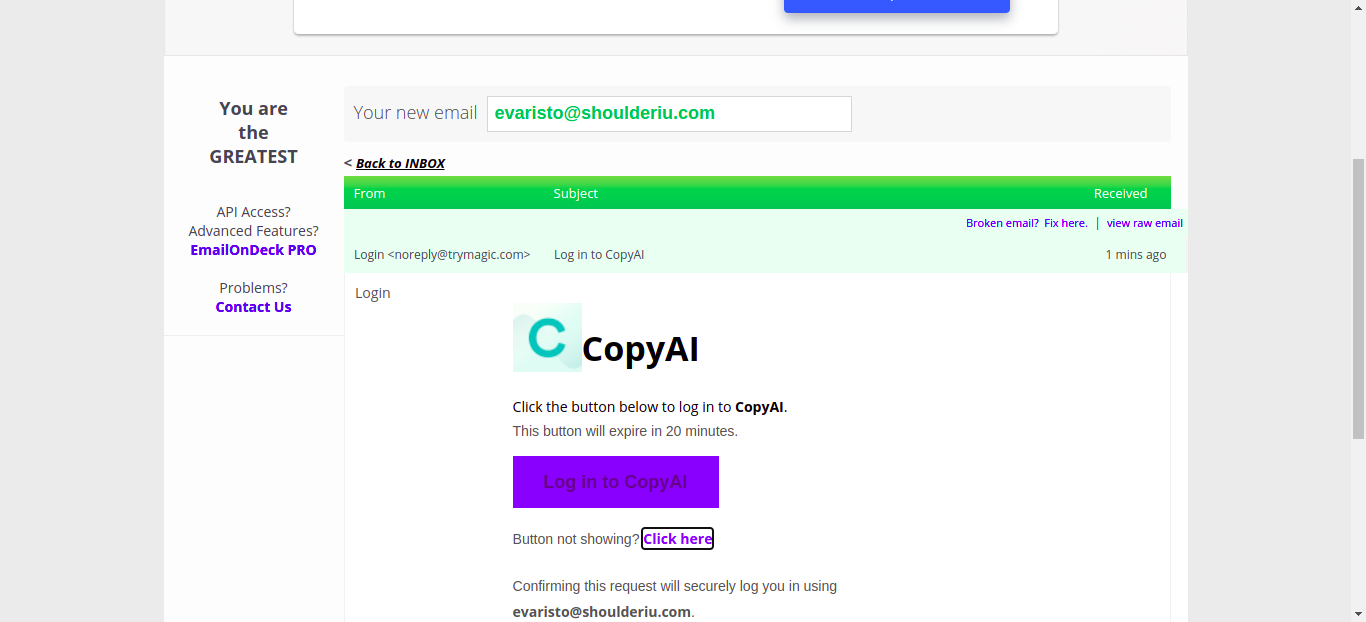 You are
the
GREATEST
API Access?
Advanced Features?
EmailOnDeck PRO
Problems?
Contact Us
Your new email evaristo@shoulderiu.com
< Back to INBOX
From Subject Received
Broken email? Fix here. | view raw email
Login <noreply@trymagic.com> Log in to CopyAI 1 mins ago
Login
C CopyAI
Click the button below to log in to CopyAI.
This button will expire in 20 minutes.
Log in to CopyAI
Button not showing? Click here
Confirming this request will securely log you in using
evaristo@shoulderiu.com.